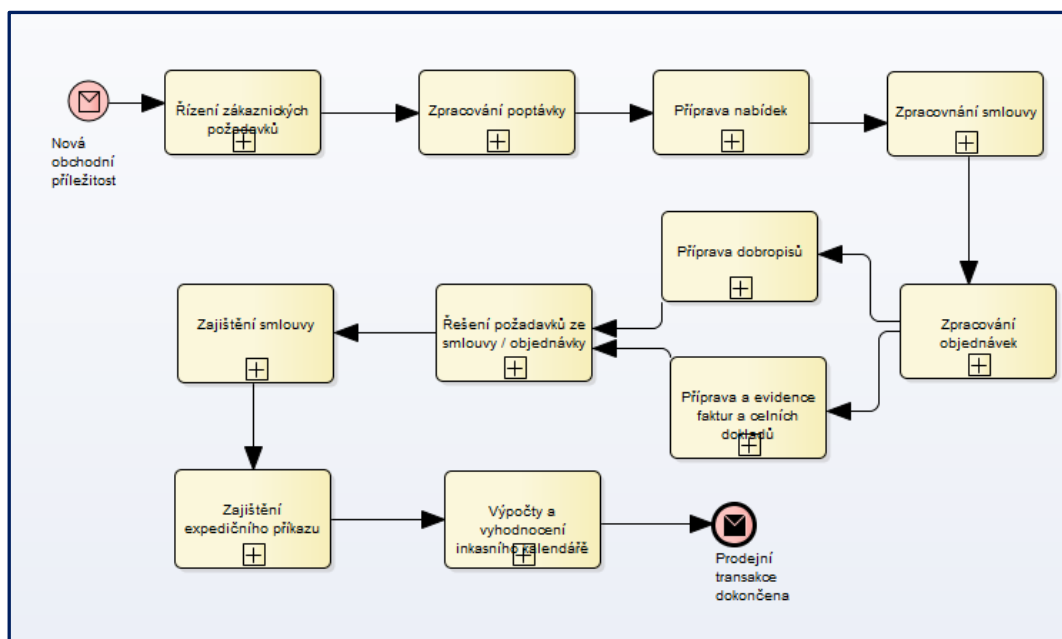 Nová
obchodní
příležitost
Řízení zákaznických
požadavků
Zpracování poptávky
Příprava nabídek
Zpracovnání smlouvy
Zpracování
objednávek
Příprava dobropisů
Příprava a evidence
faktur a celních
dokladů
Řešení požadavků ze
smlouvy / objednávky
Zajištění smlouvy
Zajištění
expedičního příkazu
Výpočty a
vyhodnocení
inkasního kalendáře
Prodejní
transakce
dokončena